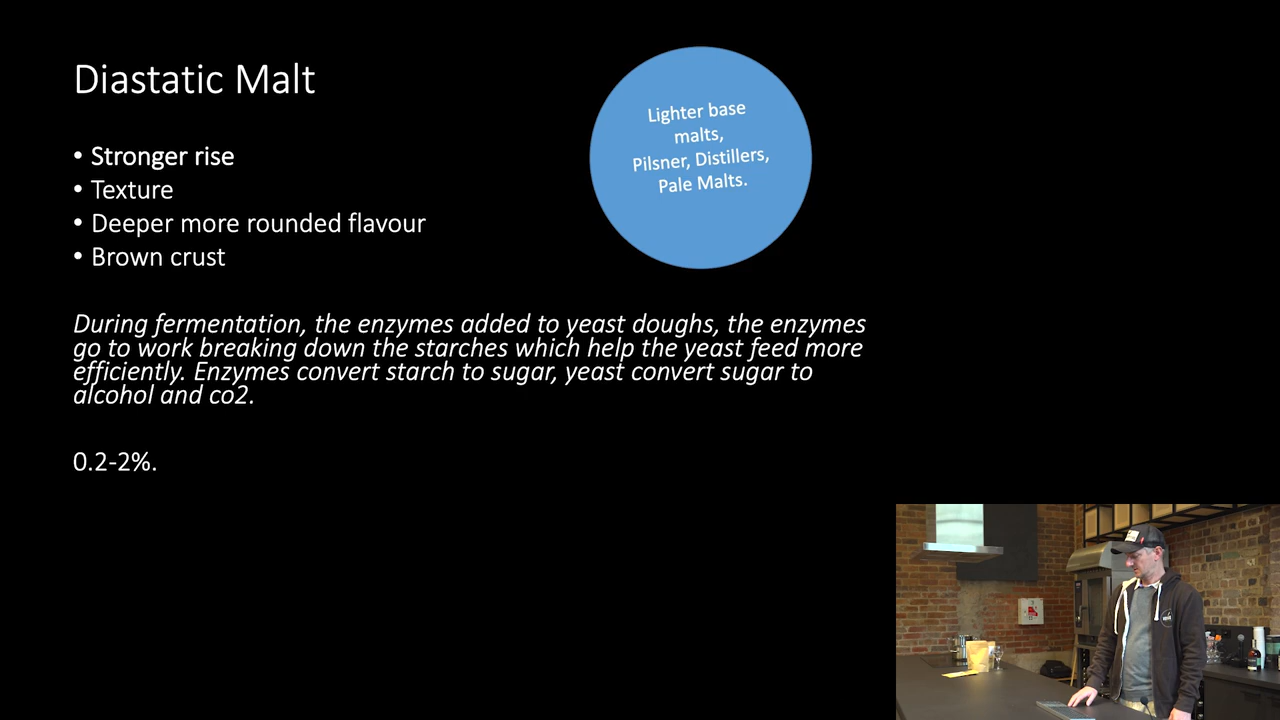 Diastatic Malt
• Stronger rise
• Texture
• Deeper more rounded flavour
• Brown crust
Lighter base
malts,
Pilsner, Distillers,
Pale Malts.
During fermentation, the enzymes added to yeast doughs, the enzymes
go to work breaking down the starches which help the yeast feed more
efficiently. Enzymes convert starch to sugar, yeast convert sugar to
alcohol and co2.
0.2-2%.